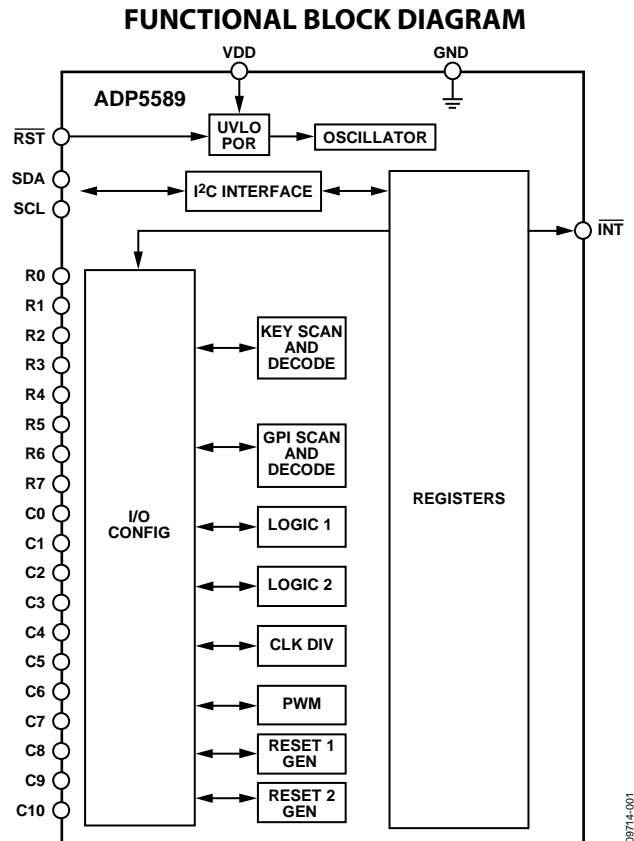 FUNCTIONAL BLOCK DIAGRAM
VDD
GND
ADP5589
RST
UVLO
POR
OSCILLATOR
SDA
SCL
I²C INTERFACE
INT
R0
R1
R2
R3
R4
R5
R6
R7
C0
C1
C2
C3
C4
C5
C6
C7
C8
C9
C10
I/O
CONFIG
KEY SCAN
AND
DECODE
GPI SCAN
AND
DECODE
LOGIC 1
LOGIC 2
CLK DIV
PWM
RESET 1
GEN
RESET 2
GEN
REGISTERS
09714-001